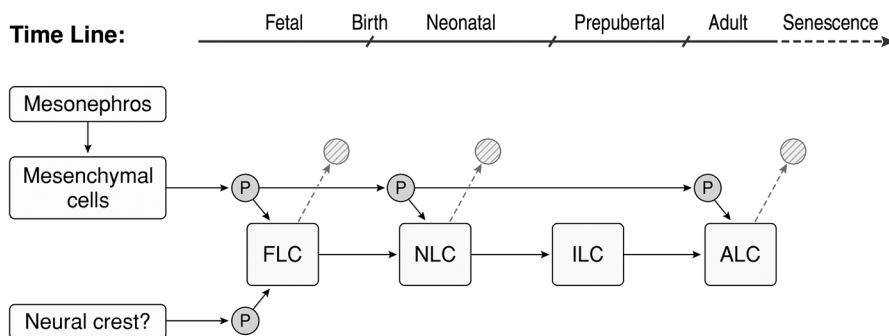 Time Line:
Fetal
Birth
Neonatal
Prepubertal
Adult
Senescence
Mesonephros
Mesenchymal
cells
P
P
P
FLC
NLC
ILC
ALC
Neural crest?
P